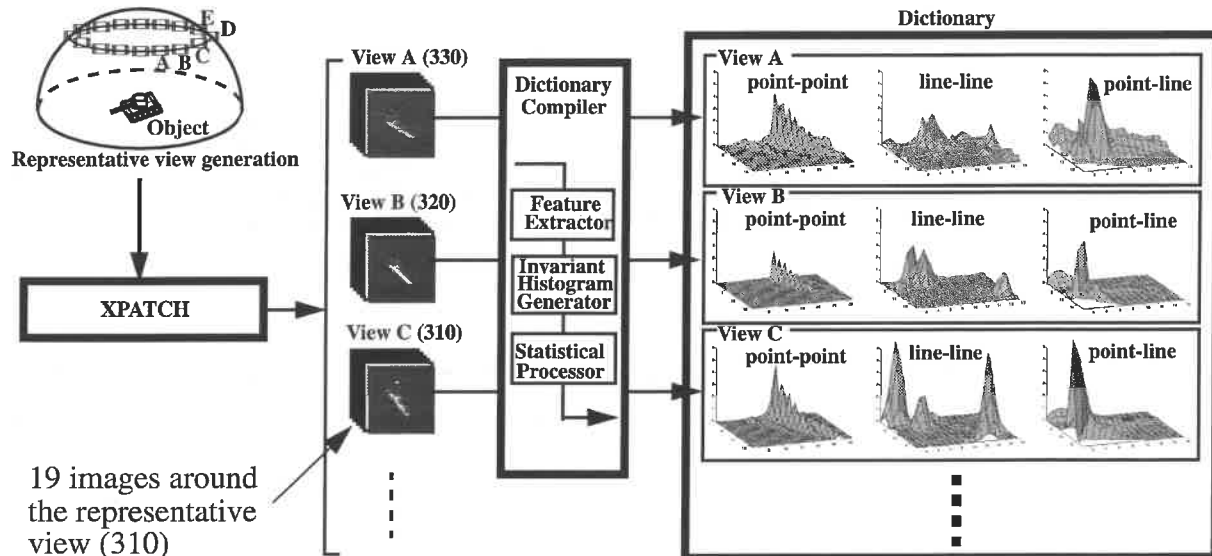 Dictionary
E
D
C
A B
Object
Representative view generation
XPATCH
View A (330)
View B (320)
View C (310)
19 images around
the representative
view (310)
Dictionary
Compiler
Feature
Extractor
Invariant
Histogram
Generator
Statistical
Processor
View A
point-point
line-line
point-line
View B
point-point
line-line
point-line
View C
point-point
line-line
point-line